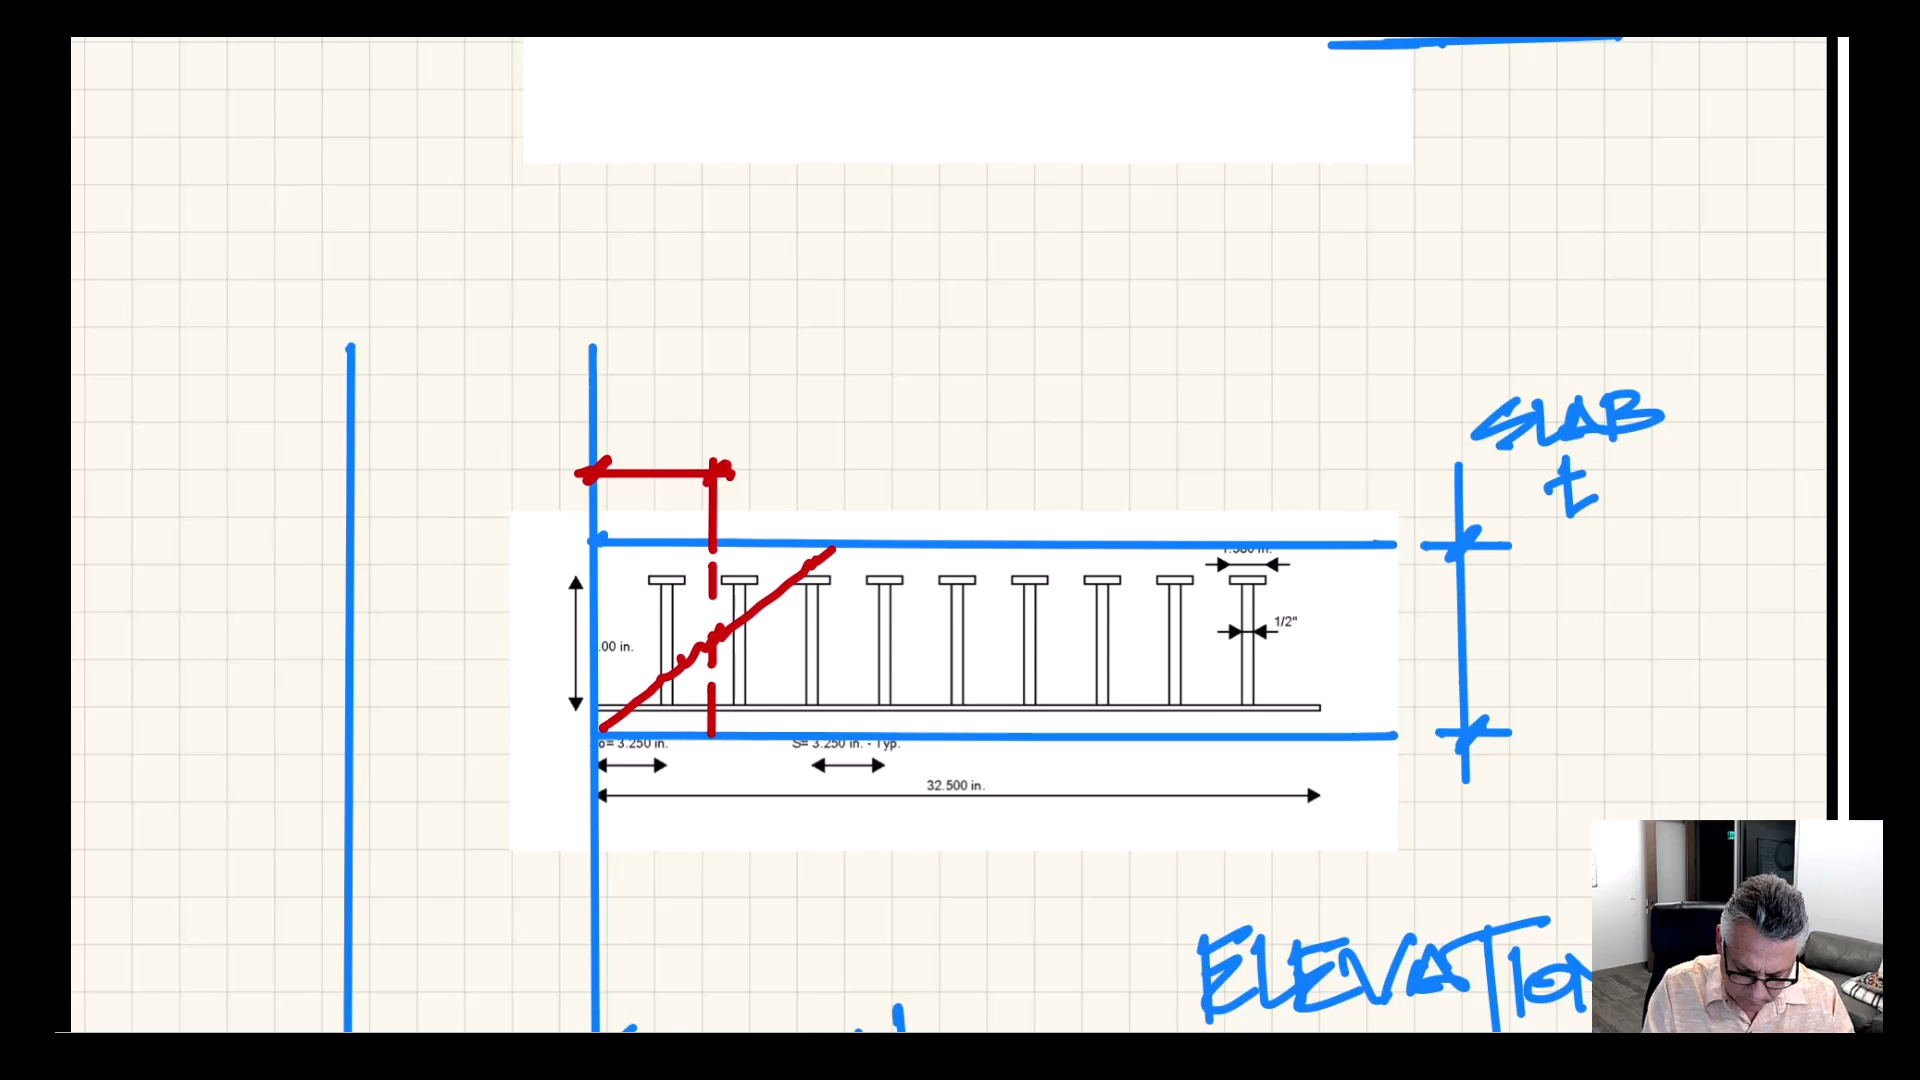 SLAB
t
1/2"
.00 in.
= 3.250 in.
S= 3.250 in. - Typ.
32.500 in.
ELEVATION